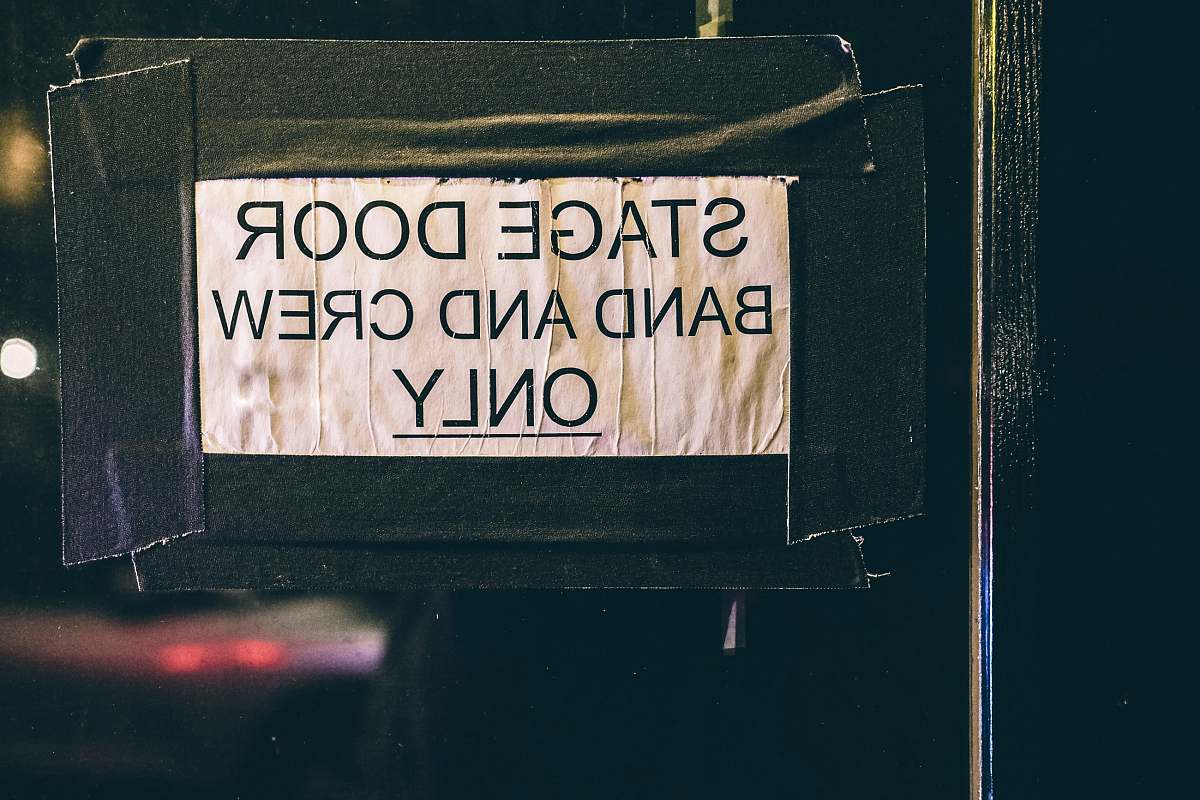 STAGE DOOR
BAND AND CREW
ONLY